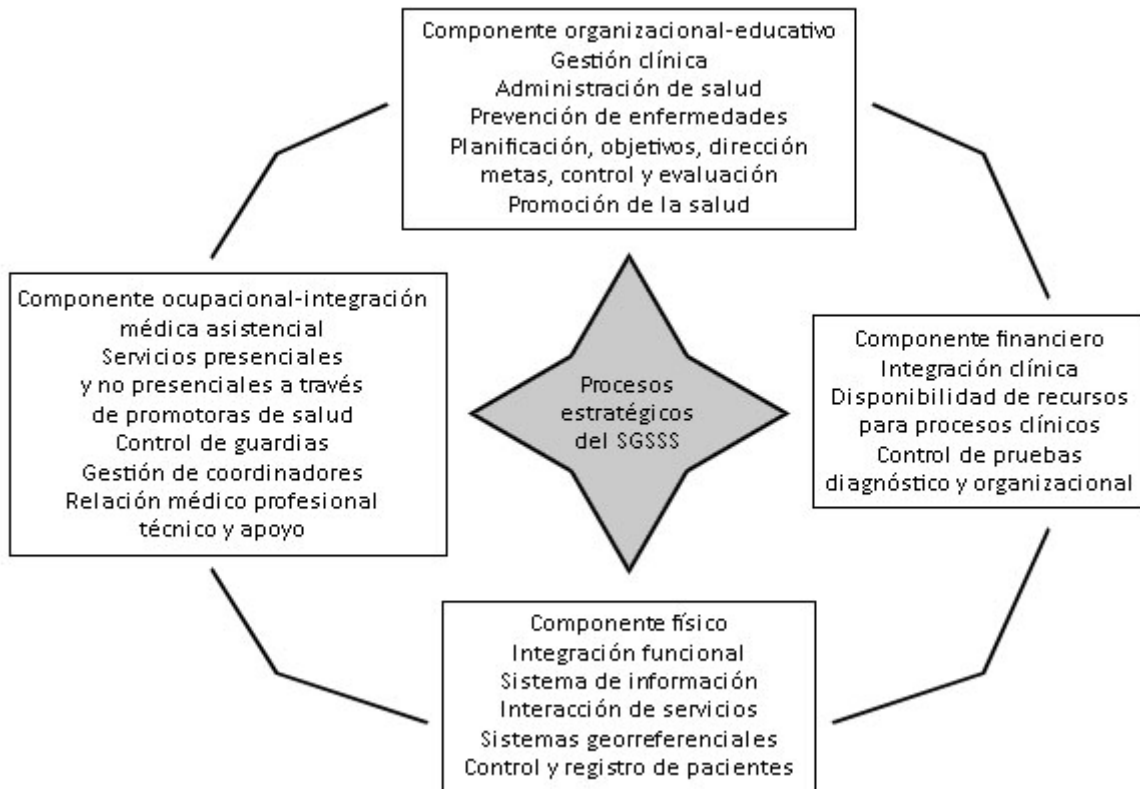 Componente organizacional-educativo
Gestión clínica
Administración de salud
Prevención de enfermedades
Planificación, objetivos, dirección
metas, control y evaluación
Promoción de la salud
Componente ocupacional-integración
médica asistencial
Servicios presenciales
y no presenciales a través
de promotoras de salud
Control de guardias
Gestión de coordinadores
Relación médico profesional
técnico y apoyo
Procesos
estratégicos
del SGSSS
Componente financiero
Integración clínica
Disponibilidad de recursos
para procesos clínicos
Control de pruebas
diagnóstico y organizacional
Componente físico
Integración funcional
Sistema de información
Interacción de servicios
Sistemas georreferenciales
Control y registro de pacientes